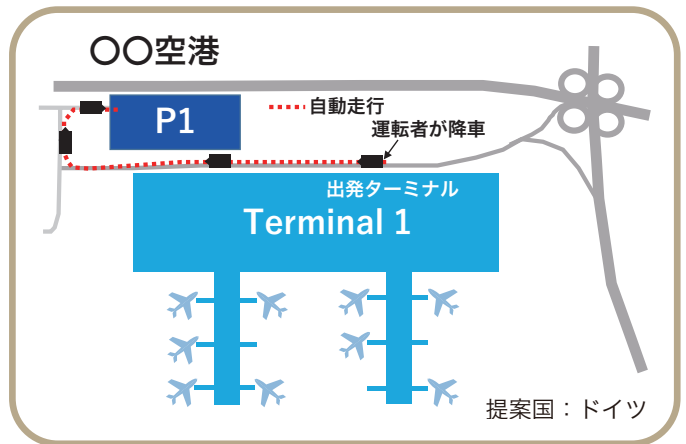 〇〇空港
P1
自動走行
運転者が降車
出発ターミナル
Terminal 1
提案国：ドイツ